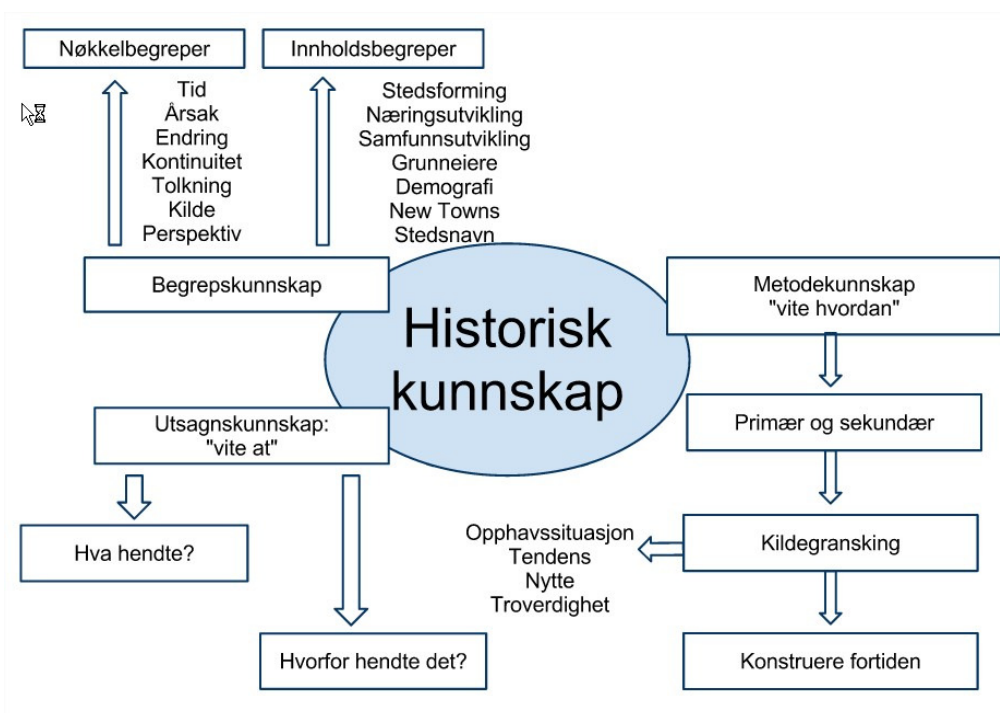 Nøkkelbegreper
Innholdsbegreper
Tid
Årsak
Endring
Kontinuitet
Tolkning
Kilde
Perspektiv
Stedsforming
Næringsutvikling
Samfunnsutvikling
Grunneiere
Demografi
New Towns
Stedsnavn
Begrepskunnskap
Historisk
kunnskap
Metodekunnskap
"vite hvordan"
Utsagnskunnskap:
"vite at"
Primær og sekundær
Hva hendte?
Hvorfor hendte det?
Kildegransking
Opphavssituasjon
Tendens
Nytte
Troverdighet
Konstruere fortiden